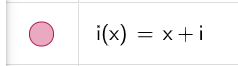 i(x) = x + i